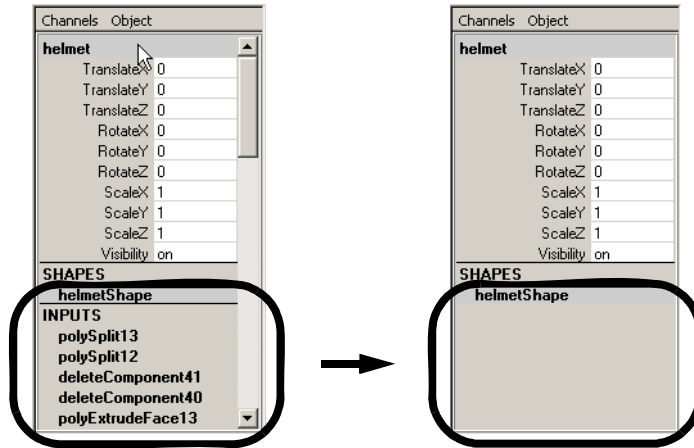 Channels Object
helmet
TranslateX 0
TranslateY 0
TranslateZ 0
RotateX 0
RotateY 0
RotateZ 0
ScaleX 1
ScaleY 1
ScaleZ 1
Visibility on
SHAPES
helmetShape
INPUTS
polySplit13
polySplit12
deleteComponent41
deleteComponent40
polyExtrudeFace13
Channels Object
helmet
TranslateX 0
TranslateY 0
TranslateZ 0
RotateX 0
RotateY 0
RotateZ 0
ScaleX 1
ScaleY 1
ScaleZ 1
Visibility on
SHAPES
helmetShape